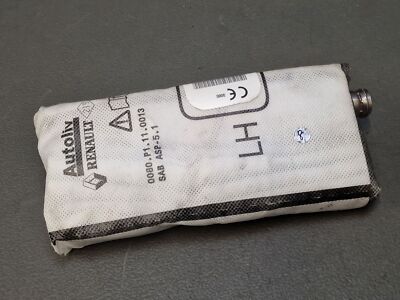 Autoliv
RENAULT
0080.P1.11.0013
SAB ASP-5.1
CE
LH